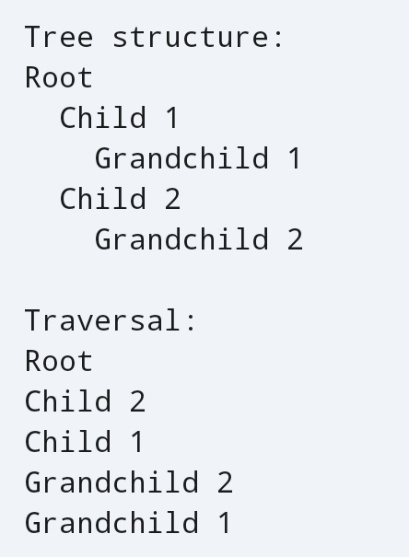 Tree structure:
Root
  Child 1
    Grandchild 1
  Child 2
    Grandchild 2

Traversal:
Root
Child 2
Child 1
Grandchild 2
Grandchild 1